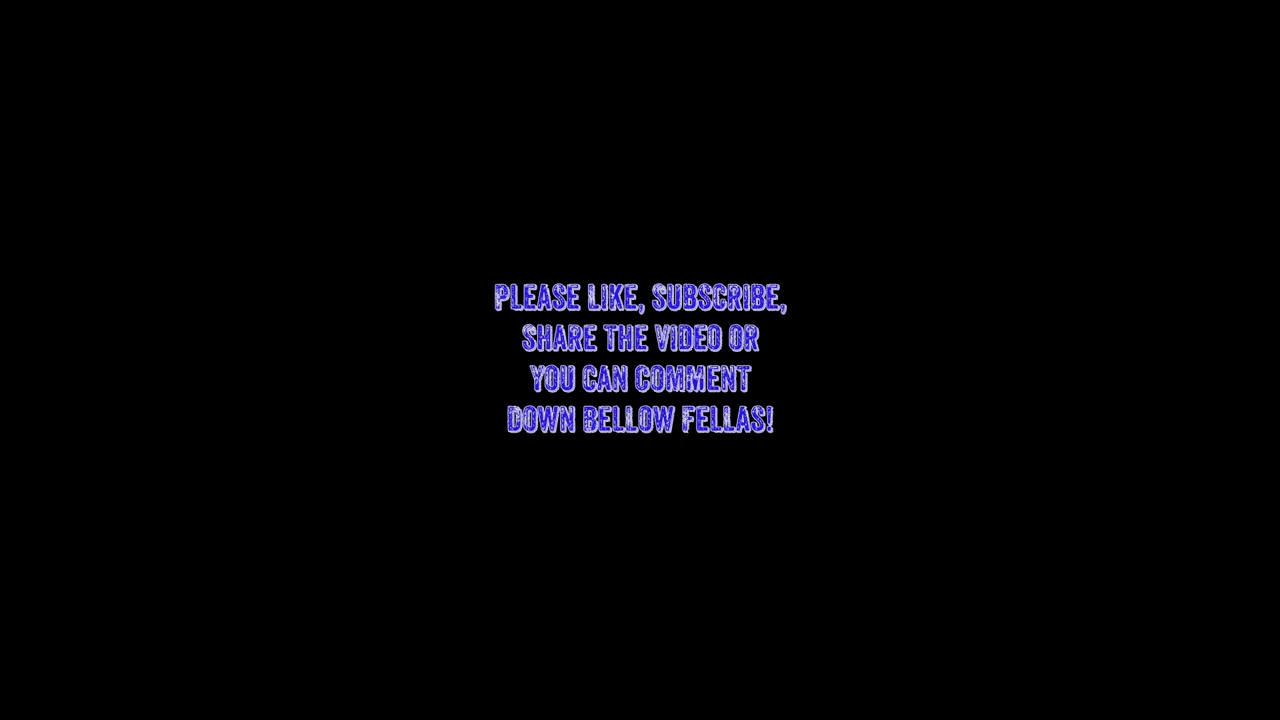 PLEASE LIKE, SUBSCRIBE,
SHARE THE VIDEO OR
YOU CAN COMMENT
DOWN BELLOW FELLAS!